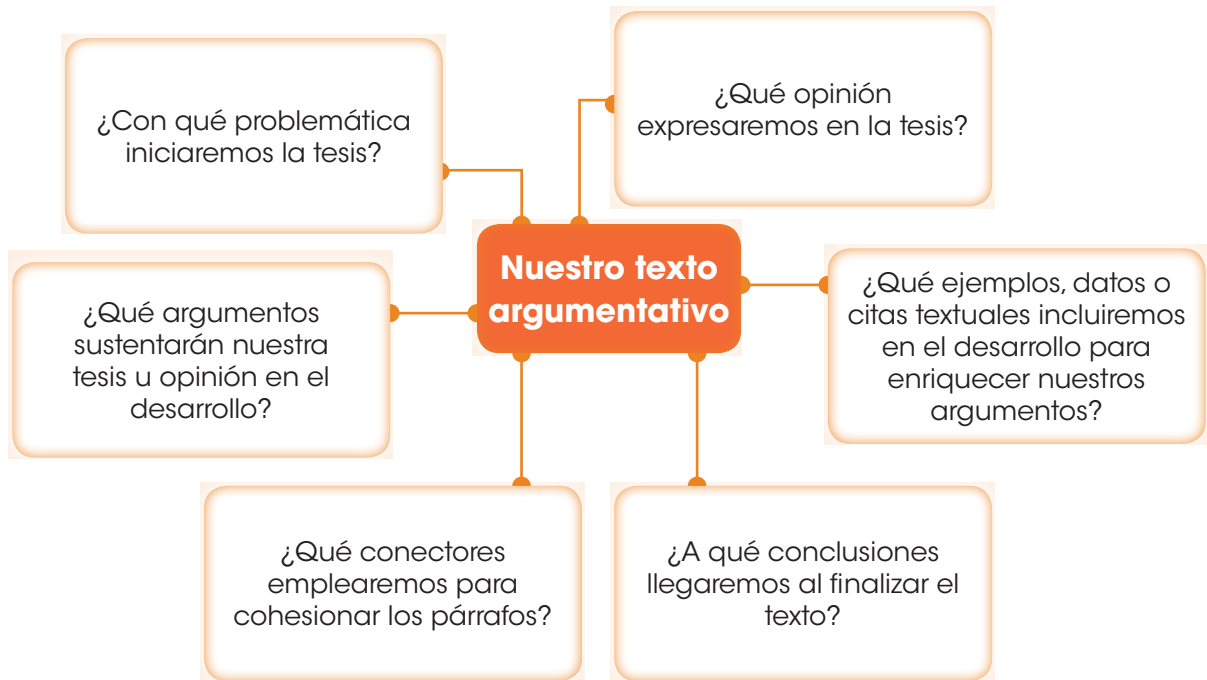 ¿Con qué problemática
iniciaremos la tesis?
¿Qué opinión
expresaremos en la tesis?
Nuestro texto
argumentativo
¿Qué argumentos
sustentarán nuestra
tesis u opinión en el
desarrollo?
¿Qué ejemplos, datos o
citas textuales incluiremos
en el desarrollo para
enriquecer nuestros
argumentos?
¿Qué conectores
emplearemos para
cohesionar los párrafos?
¿A qué conclusiones
llegaremos al finalizar el
texto?